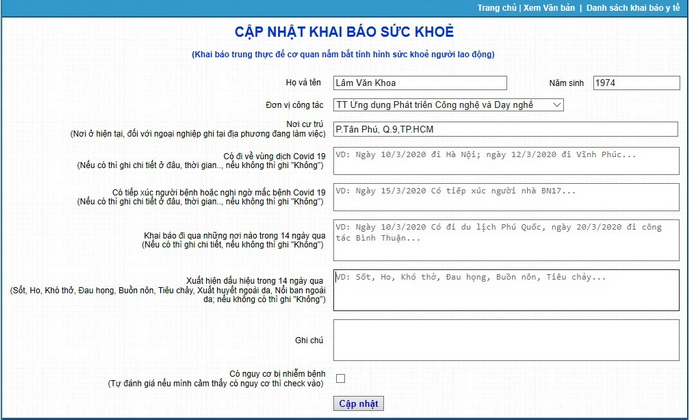 Trang chủ | Xem Văn bản | Danh sách khai báo y tế
CẬP NHẬT KHAI BÁO SỨC KHOẺ
(Khai báo trung thực để cơ quan nắm bắt tình hình sức khoẻ người lao động)
Họ và tên Lâm Văn Khoa Năm sinh 1974
Đơn vị công tác TT Ứng dụng Phát triển Công nghệ và Dạy nghề
Nơi cư trú
(Nơi ở hiện tại, đối với ngoại nghiệp ghi tại địa phương đang làm việc) P.Tân Phú, Q.9,TP.HCM
Có đi về vùng dịch Covid 19
(Nếu có thì ghi chi tiết ở đâu, thời gian.., nếu không thì ghi "Không")
VD: Ngày 10/3/2020 đi Hà Nội; ngày 12/3/2020 đi Vĩnh Phúc...
Có tiếp xúc người bệnh hoặc nghi ngờ mắc bệnh Covid 19
(Nếu có thì ghi chi tiết ở đâu, thời gian.., nếu không thì ghi "Không")
VD: Ngày 15/3/2020 Có tiếp xúc người nhà BN17...
Khai báo đi qua những nơi nào trong 14 ngày qua
(Nếu có thì ghi chi tiết, nếu không thì ghi "Không")
VD: Ngày 10/3/2020 Có đi du lịch Phú Quốc, ngày 20/3/2020 đi công
tác Bình Thuận...
Xuất hiện dấu hiệu trong 14 ngày qua
(Sốt, Ho, Khó thở, Đau họng, Buồn nôn, Tiêu chảy, Xuất huyết ngoài da, Nổi ban ngoài
da; nếu không có thì ghi "Không")
VD: Sốt, Ho, Khó thở, Đau họng, Buồn nôn, Tiêu chảy...
Ghi chú
Có nguy cơ bị nhiễm bệnh
(Tự đánh giá nếu mình cảm thấy có nguy cơ thì check vào)
Cập nhật